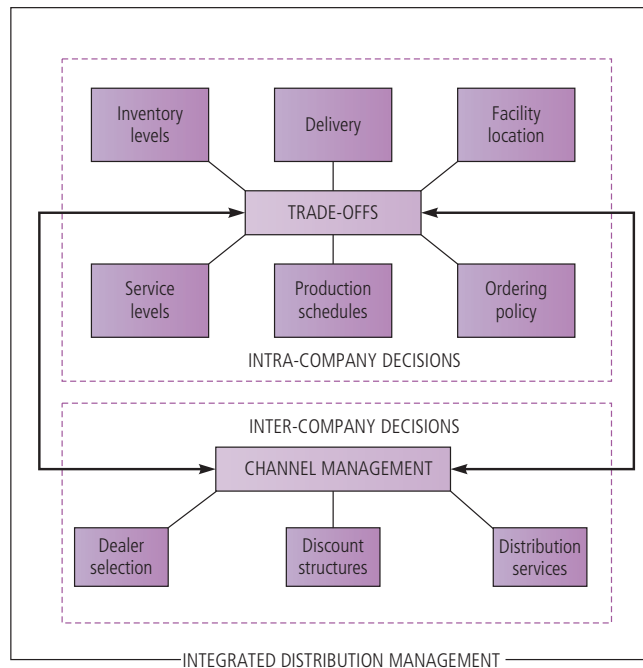 Inventory
levels
Delivery
Facility
location
TRADE-OFFS
Service
levels
Production
schedules
Ordering
policy
INTRA-COMPANY DECISIONS
INTER-COMPANY DECISIONS
CHANNEL MANAGEMENT
Dealer
selection
Discount
structures
Distribution
services
INTEGRATED DISTRIBUTION MANAGEMENT